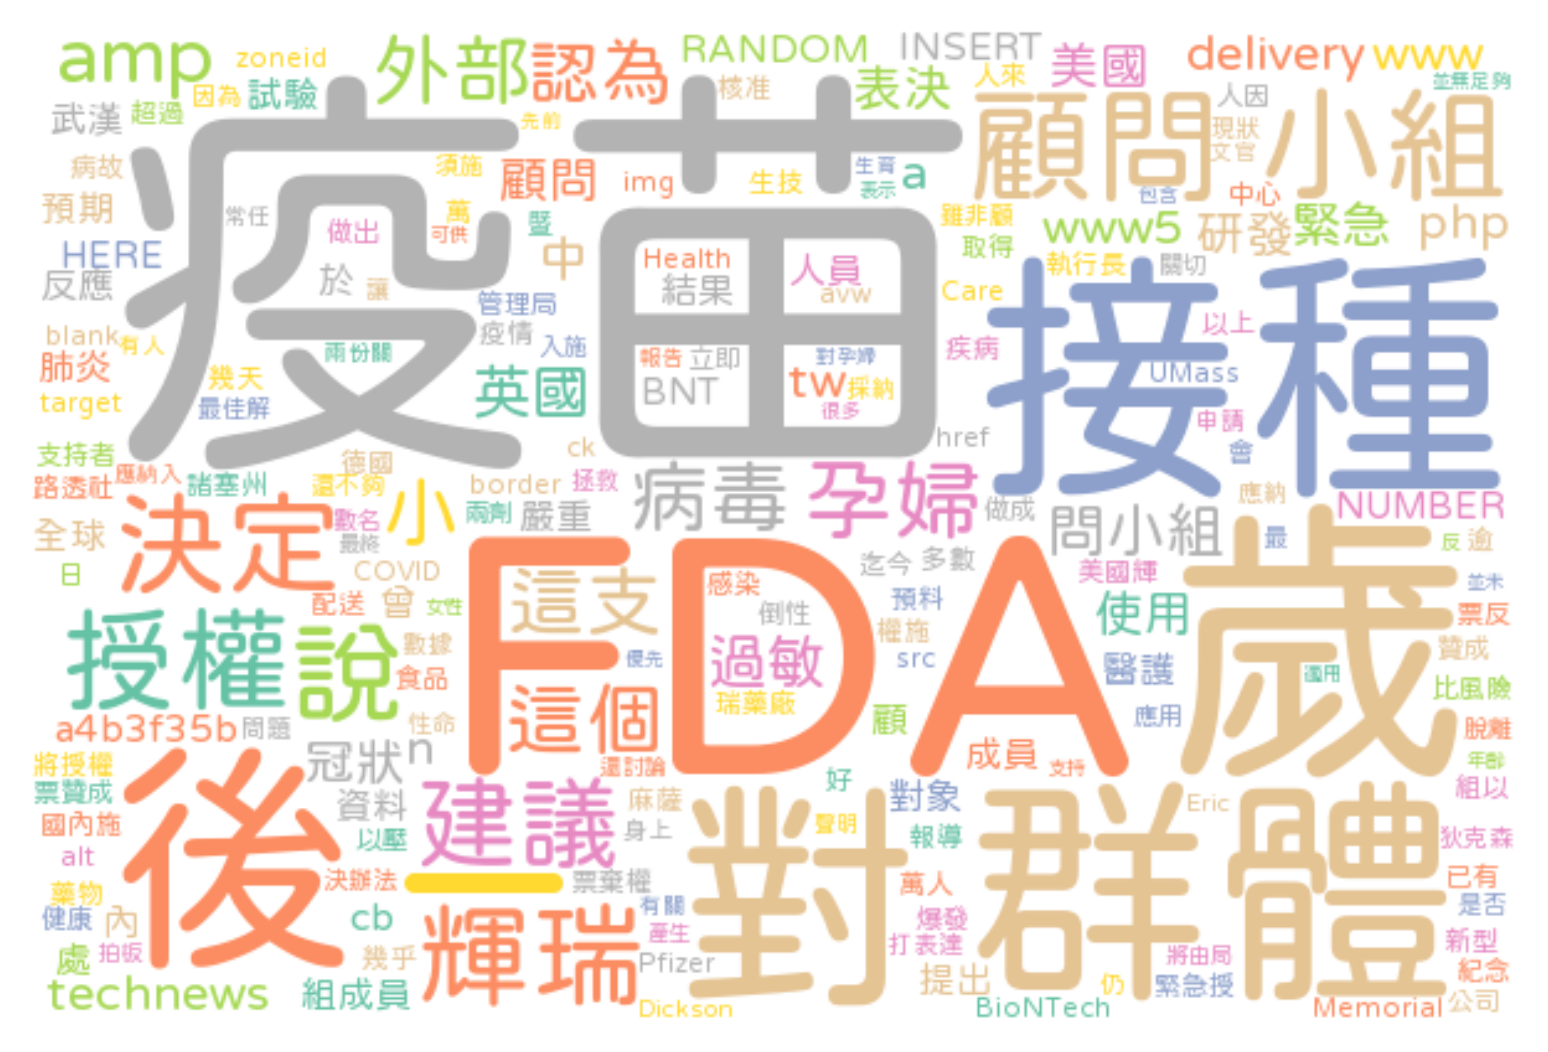 amp
zoneid
外部
認為
RANDOM
INSERT
美國
delivery
www
因為
試驗
核准
表決
人來
並無足夠
武漢
超過
先前
顧問
小組
人因
現狀
文官
病故
須施
顧問
img
生技
生育
表示
a
包含
中心
預期
常任
做出
萬
可供
暨
雖非顧
www5
研發
緊急
php
疫苗
HERE
反應
於
讓
中
Health
結果
人員
avw
取得
執行長
關切
Care
接種
管理局
疫情
入施
blank
有人
肺炎
target
幾天
最佳解
兩份關
英國
報告
立即
BNT
對孕婦
tw
採納
很多
疾病
以上
UMass
申請
href
會
支持者
應納入
路透社
諸塞州
德國
還不夠
小
ck
border
拯救
兩劑
嚴重
病毒
孕婦
做成
應納
NUMBER
全球
決定
數名
最終
問小組
最
反
逾
日
COVID
配送
曾
女性
這支
FDA
感染
倒性
迄今
多數
美國輝
歲
並未
票反
授權
說
數據
食品
優先
過敏
瑞藥廠
預料
權施
src
使用
醫護
贊成
適用
比風險
a4b3f35b
問題
性命
這個
還討論
顧
應用
脫離
將授權
後
冠狀
n
成員
支持
年齡
票贊成
資料
建議
麻薩
好
對象
Eric
組以
國內施
以壓
身上
聲明
對
報導
群體
狄克森
alt
決辦法
一
票棄權
萬人
已有
藥物
健康
內
cb
輝瑞
有關
產生
爆發
打
表達
是否
處
拍板
幾乎
Pfizer
將由局
新型
technews
組成員
提出
仍
緊急授
紀念
Dickson
BioNTech
Memorial
公司